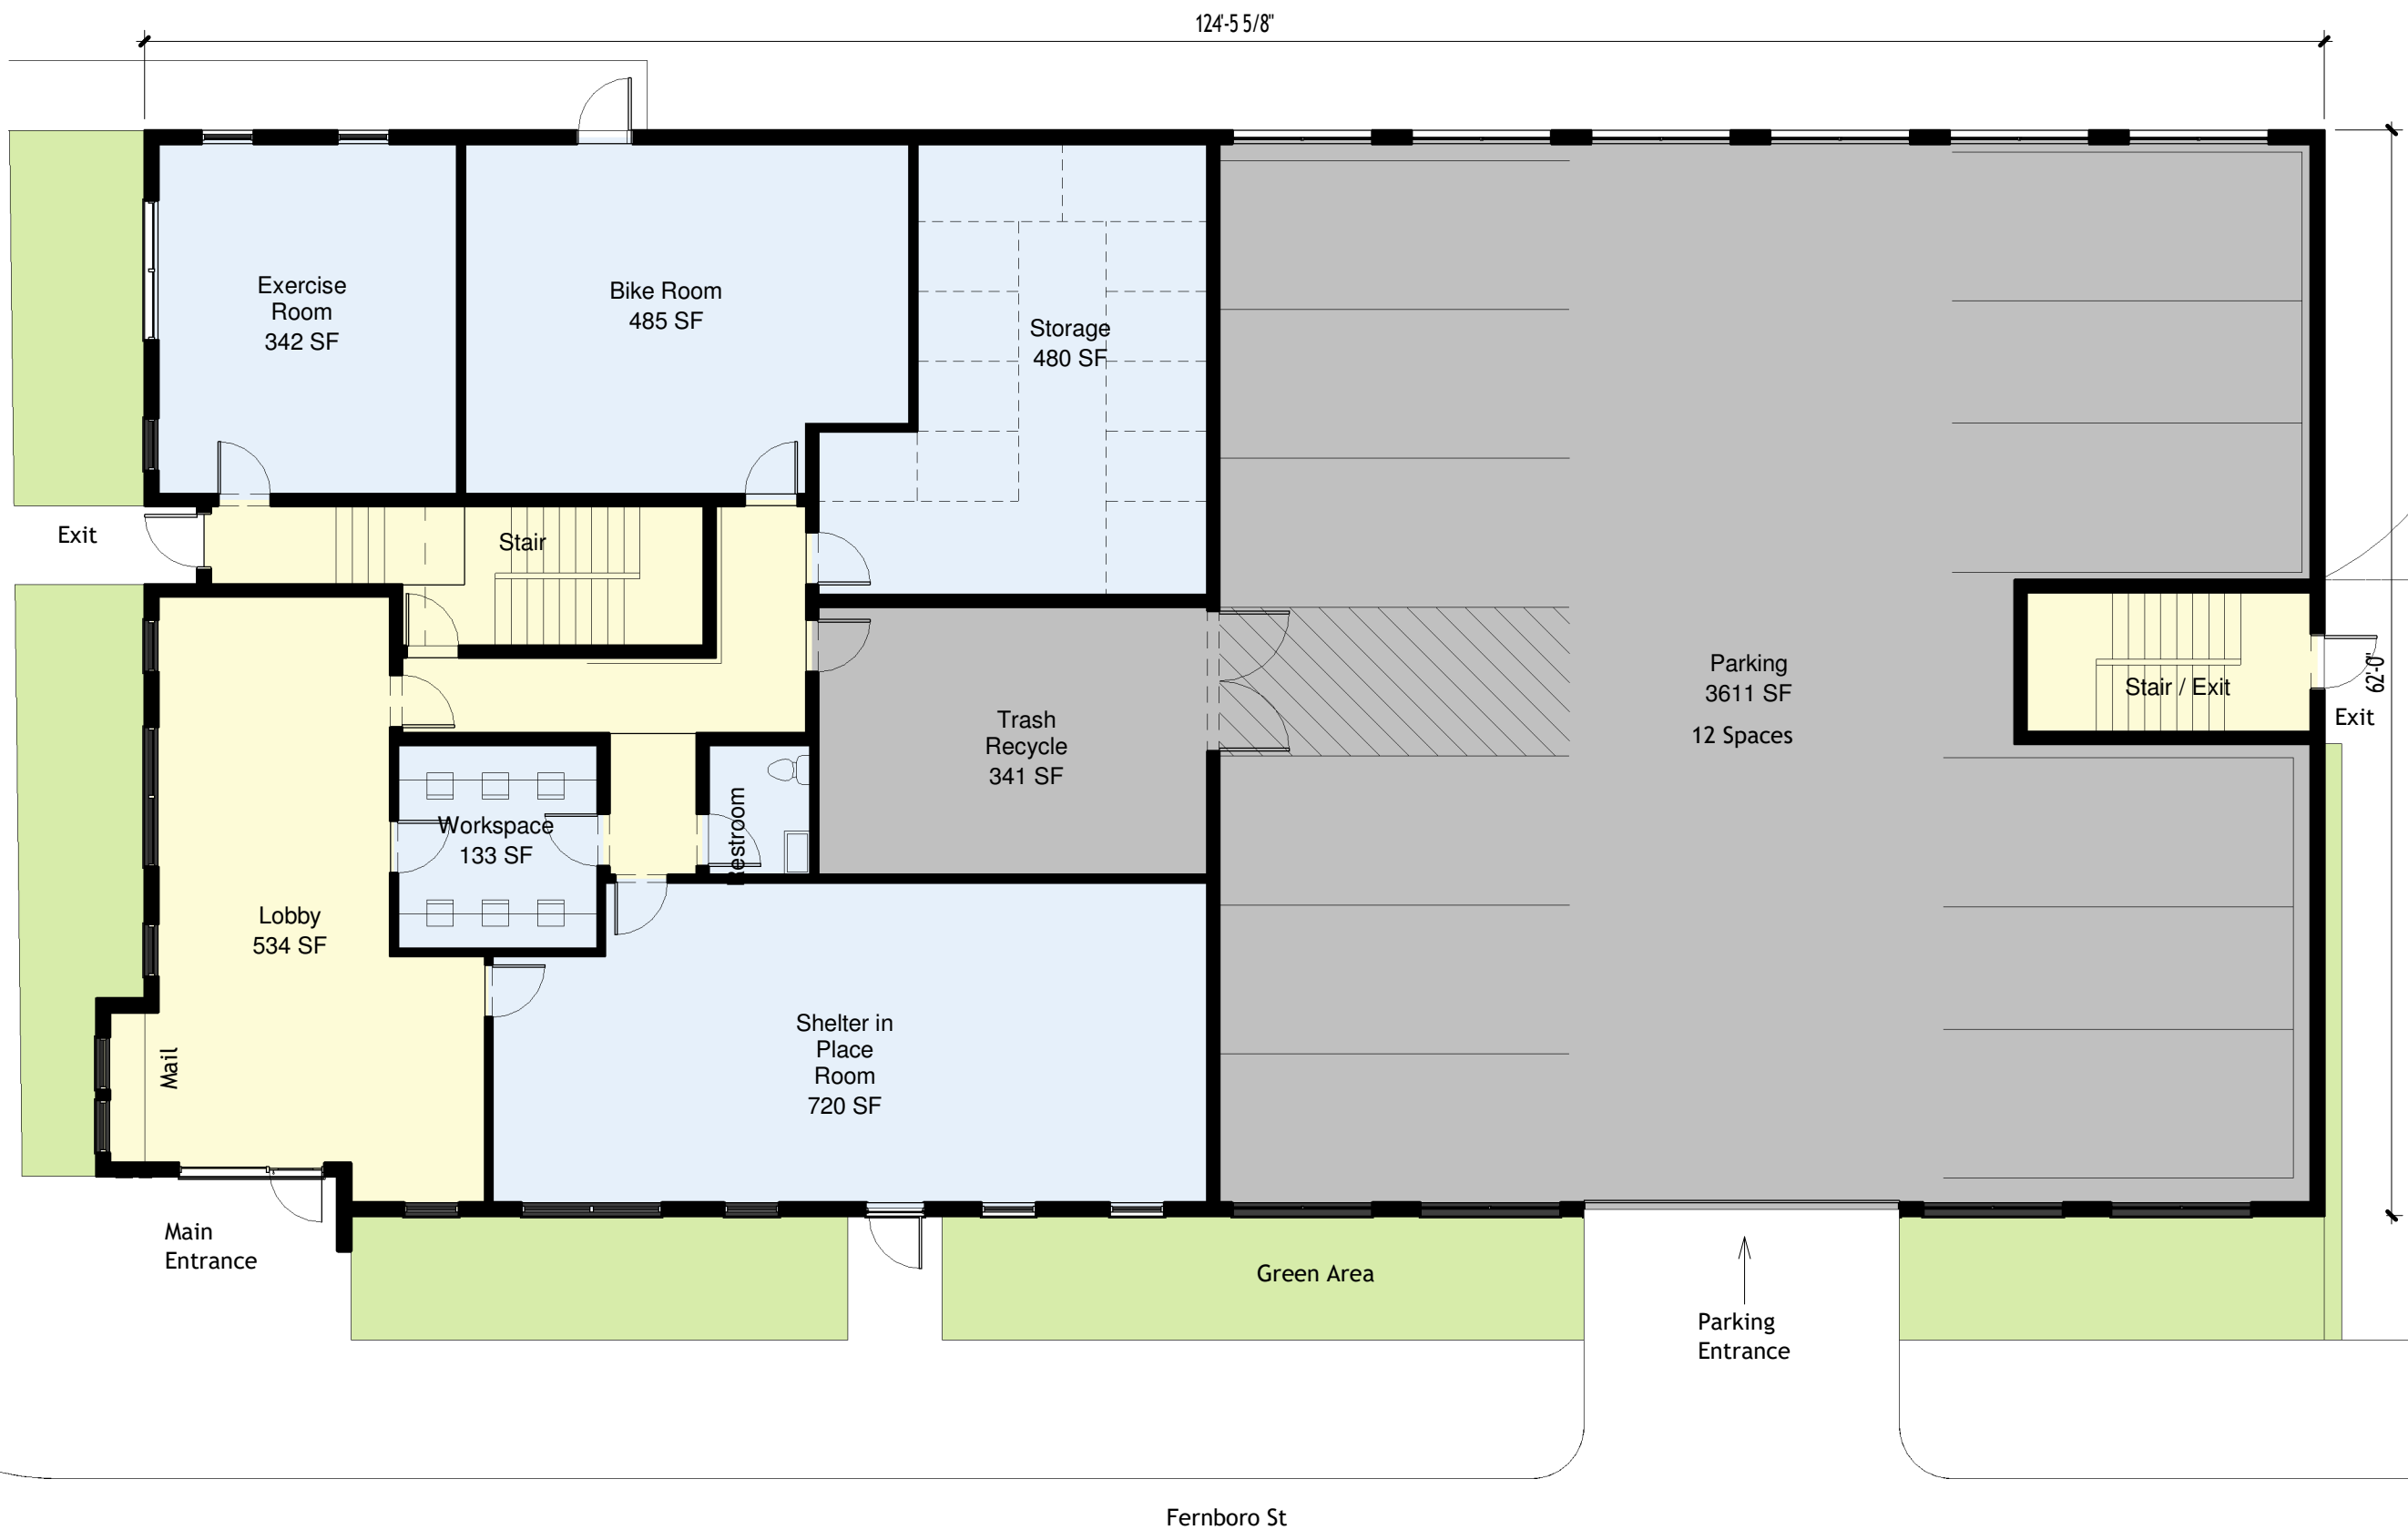 124'-5 5/8"
Exercise
Room
342 SF
Bike Room
485 SF
Storage
480 SF
Exit
Stair
Parking
3611 SF
12 Spaces
Stair / Exit
62'-0"
Exit
Trash
Recycle
341 SF
Workspace
133 SF
Restroom
Lobby
534 SF
Mail
Shelter in
Place
Room
720 SF
Main
Entrance
Green Area
Parking
Entrance
Fernboro St